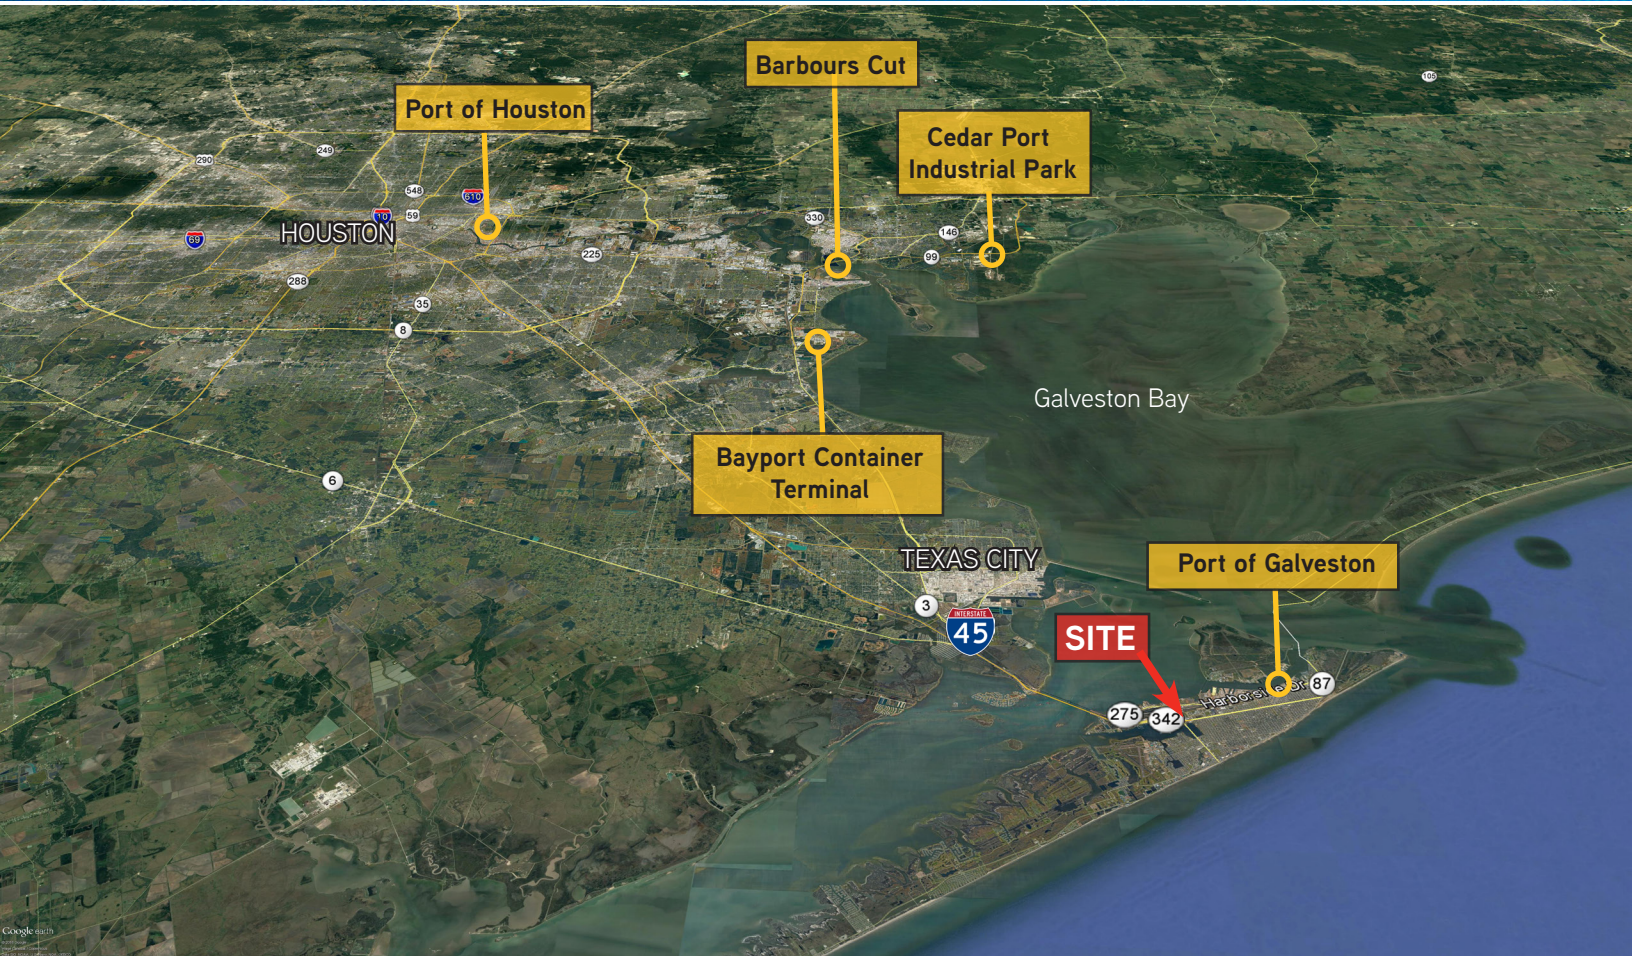 Barbours Cut
105
Port of Houston
Cedar Port
Industrial Park
249
290
548
610
10
59
330
HOUSTON
146
69
225
99
288
35
8
Galveston Bay
Bayport Container
Terminal
6
TEXAS CITY
Port of Galveston
3
INTERSTATE
45
SITE
87
Harborside Dr
275
342
Google earth